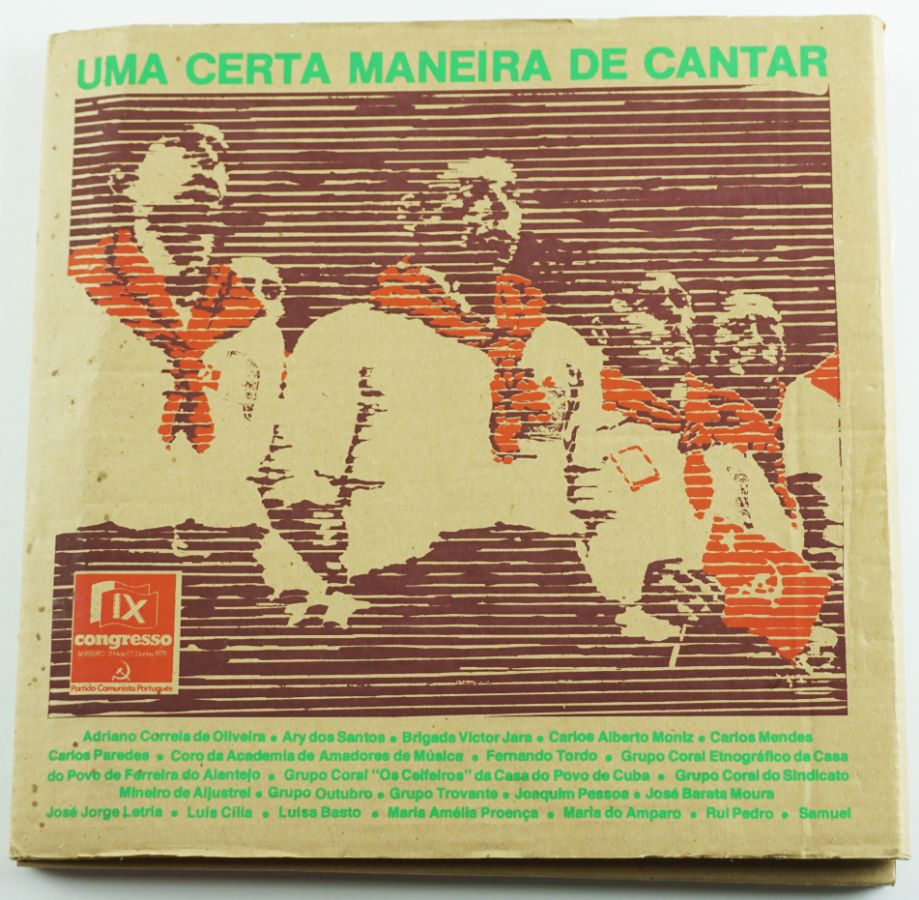 UMA CERTA MANEIRA DE CANTAR
IX
congresso
Partido Comunista Português
Adriano Correia de Oliveira • Ary dos Santos • Brigada Victor Jara • Carlos Alberto Moniz • Carlos Mendes
Carlos Paredes • Coro da Academia de Amadores de Música • Fernando Tordo • Grupo Coral Etnográfico da Casa
do Povo de Ferreira do Alentejo • Grupo Coral "Os Ceifeiros" da Casa do Povo de Cuba • Grupo Coral do Sindicato
Mineiro de Aljustrel • Grupo Outubro • Grupo Trovante • Joaquim Pessoa • José Barata Moura
José Jorge Letria • Luís Cília • Luísa Basto • Maria Amélia Proença • Maria do Amparo • Rui Pedro • Samuel